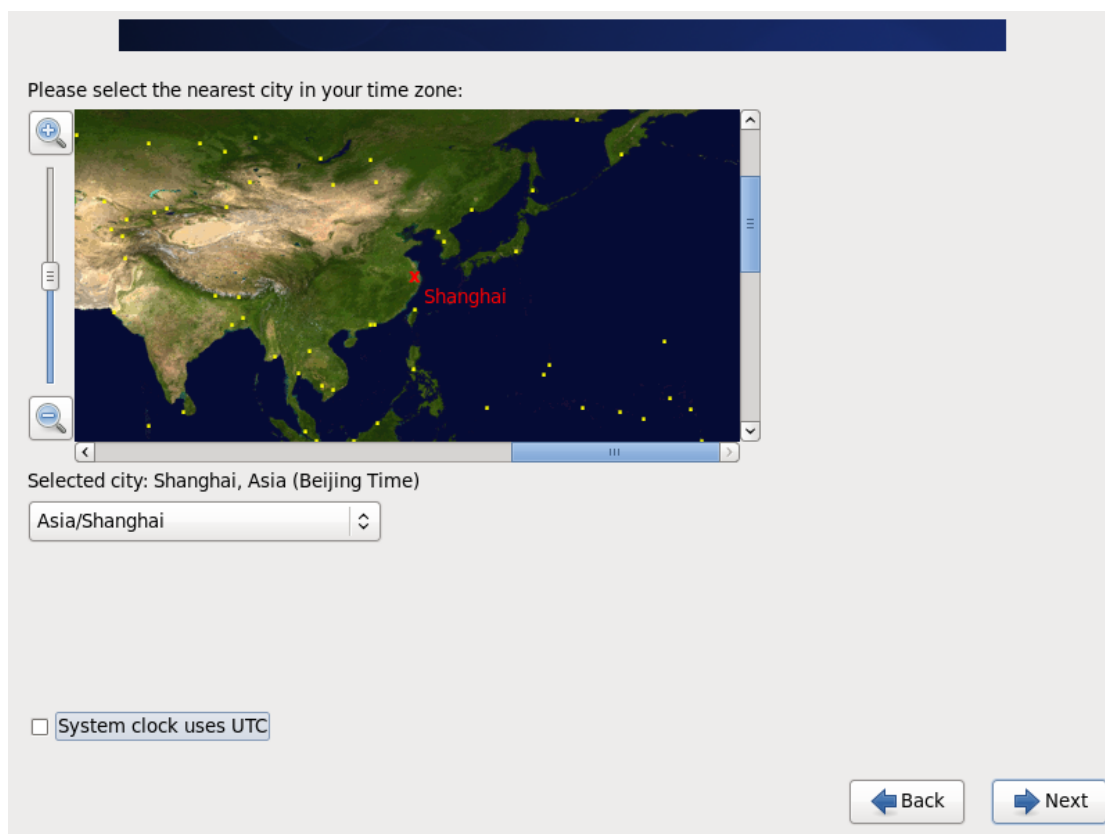 Please select the nearest city in your time zone:
Shanghai
Selected city: Shanghai, Asia (Beijing Time)
Asia/Shanghai
System clock uses UTC
Back
Next